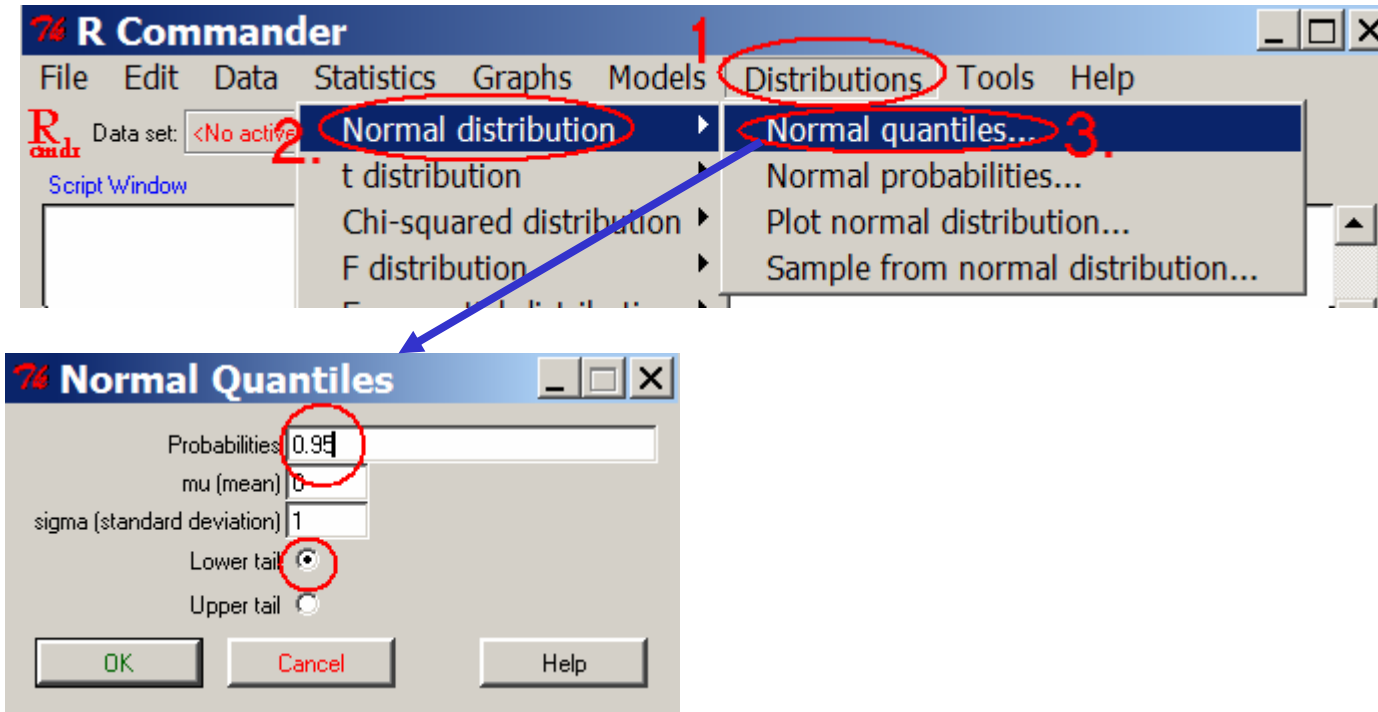 R Commander
1
File Edit Data Statistics Graphs Models Distributions Tools Help
R cmdr Data set: <No active
2. Normal distribution Normal quantiles... 3.
Script Window
t distribution Normal probabilities...
Chi-squared distribution Plot normal distribution...
F distribution Sample from normal distribution...
Normal Quantiles
Probabilities 0.95
mu (mean) 0
sigma (standard deviation) 1
Lower tail
Upper tail
OK Cancel Help